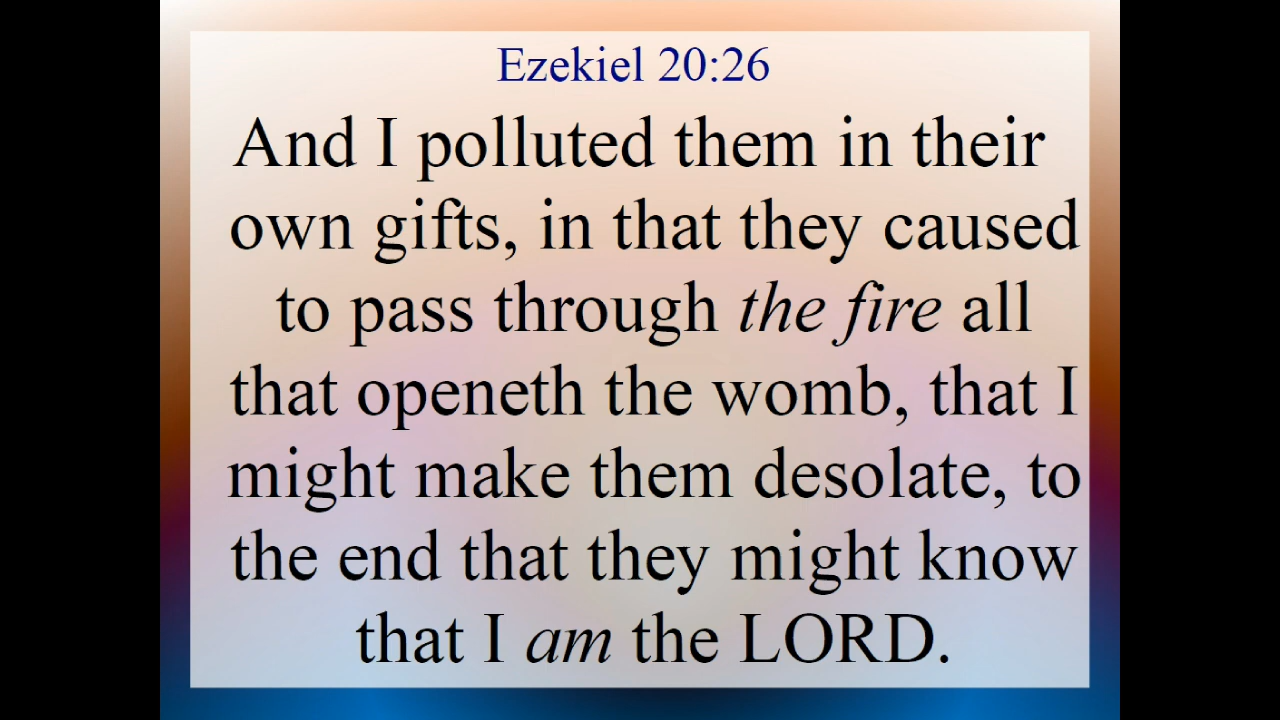 Ezekiel 20:26
And I polluted them in their
own gifts, in that they caused
to pass through the fire all
that openeth the womb, that I
might make them desolate, to
the end that they might know
that I am the LORD.